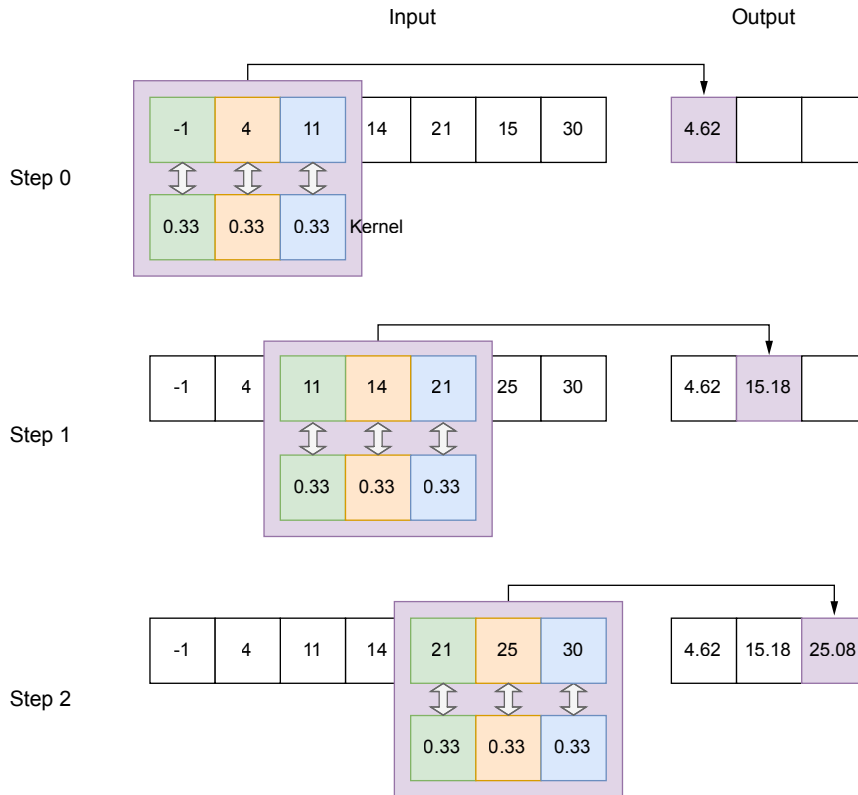 Input Output
-1 4 11 14 21 15 30 4.62
Step 0
0.33 0.33 0.33 Kernel
-1 4 11 14 21 25 30 4.62 15.18
Step 1
0.33 0.33 0.33
-1 4 11 14 21 25 30 4.62 15.18 25.08
Step 2
0.33 0.33 0.33